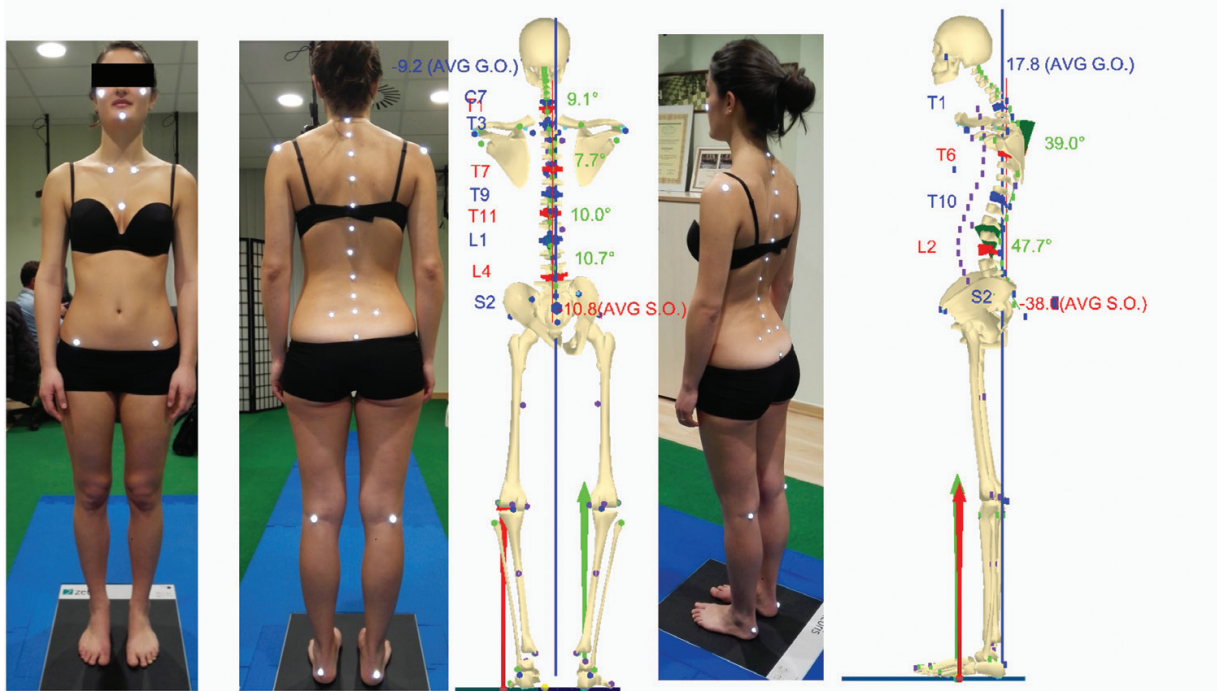 -9.2 (AVG G.O.)
C7
T1
T3
9.1°
7.7°
T7
T9
T11
10.0°
L1
10.7°
L4
S2
10.8(AVG S.O.)
17.8 (AVG G.O.)
T1
39.0°
T6
T10
L2
47.7°
S2
(AVG S.O.)